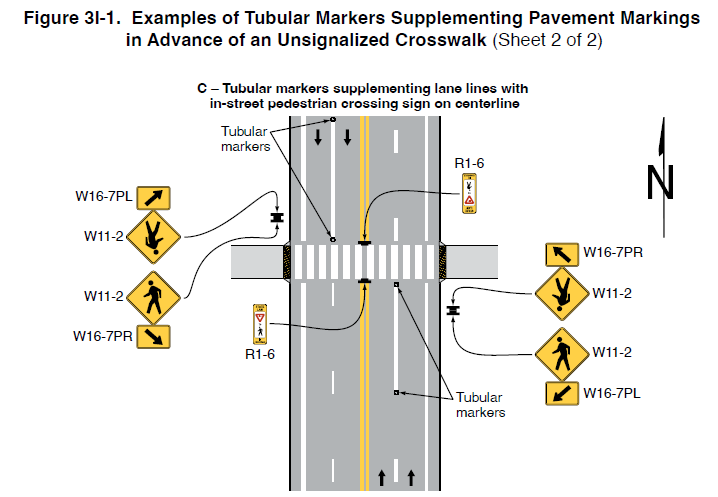 Figure 3I-1. Examples of Tubular Markers Supplementing Pavement Markings
in Advance of an Unsignalized Crosswalk (Sheet 2 of 2)
C – Tubular markers supplementing lane lines with
in-street pedestrian crossing sign on centerline
Tubular
markers
R1-6
N
W16-7PL
W11-2
W11-2
W16-7PR
R1-6
W16-7PR
W11-2
W11-2
W16-7PL
Tubular
markers